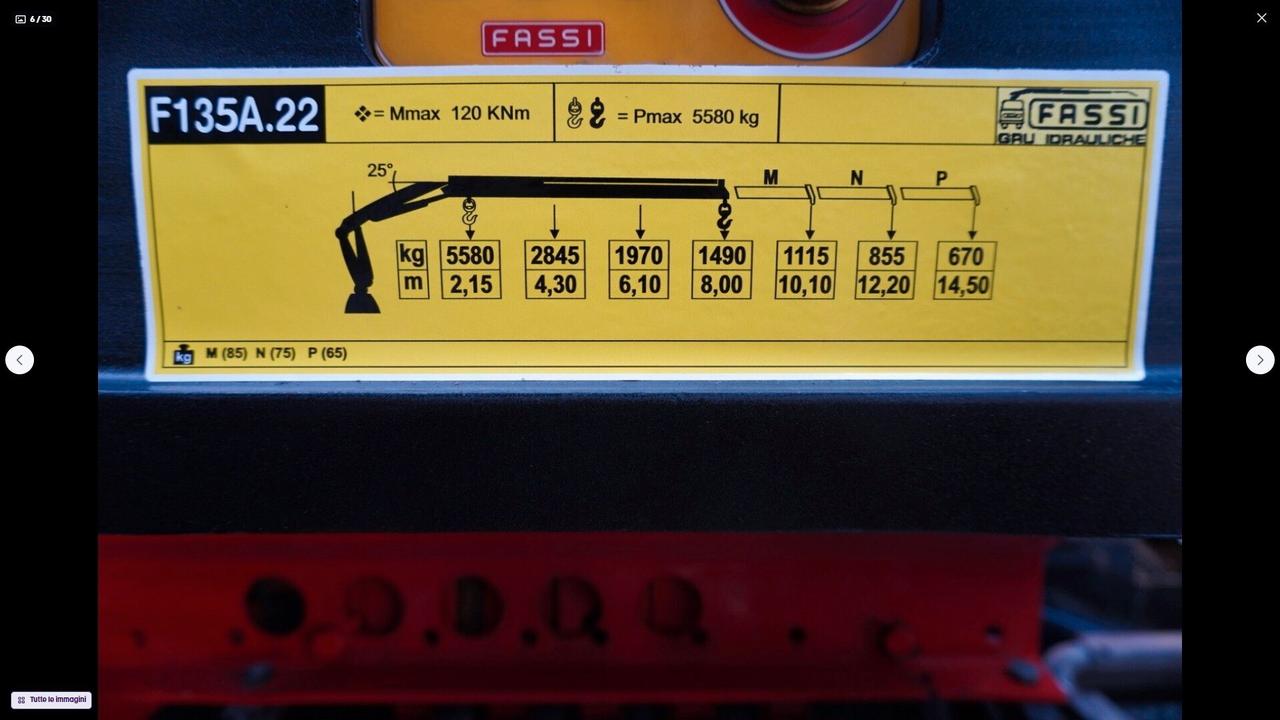 6 / 30
FASSI
F135A.22
❖= Mmax 120 KNm
= Pmax 5580 kg
FASSI
GRU IDRAULICHE
25°
M N P
kg 5580 2845 1970 1490 1115 855 670
m 2,15 4,30 6,10 8,00 10,10 12,20 14,50
kg M (85) N (75) P (65)
Tutte le immagini